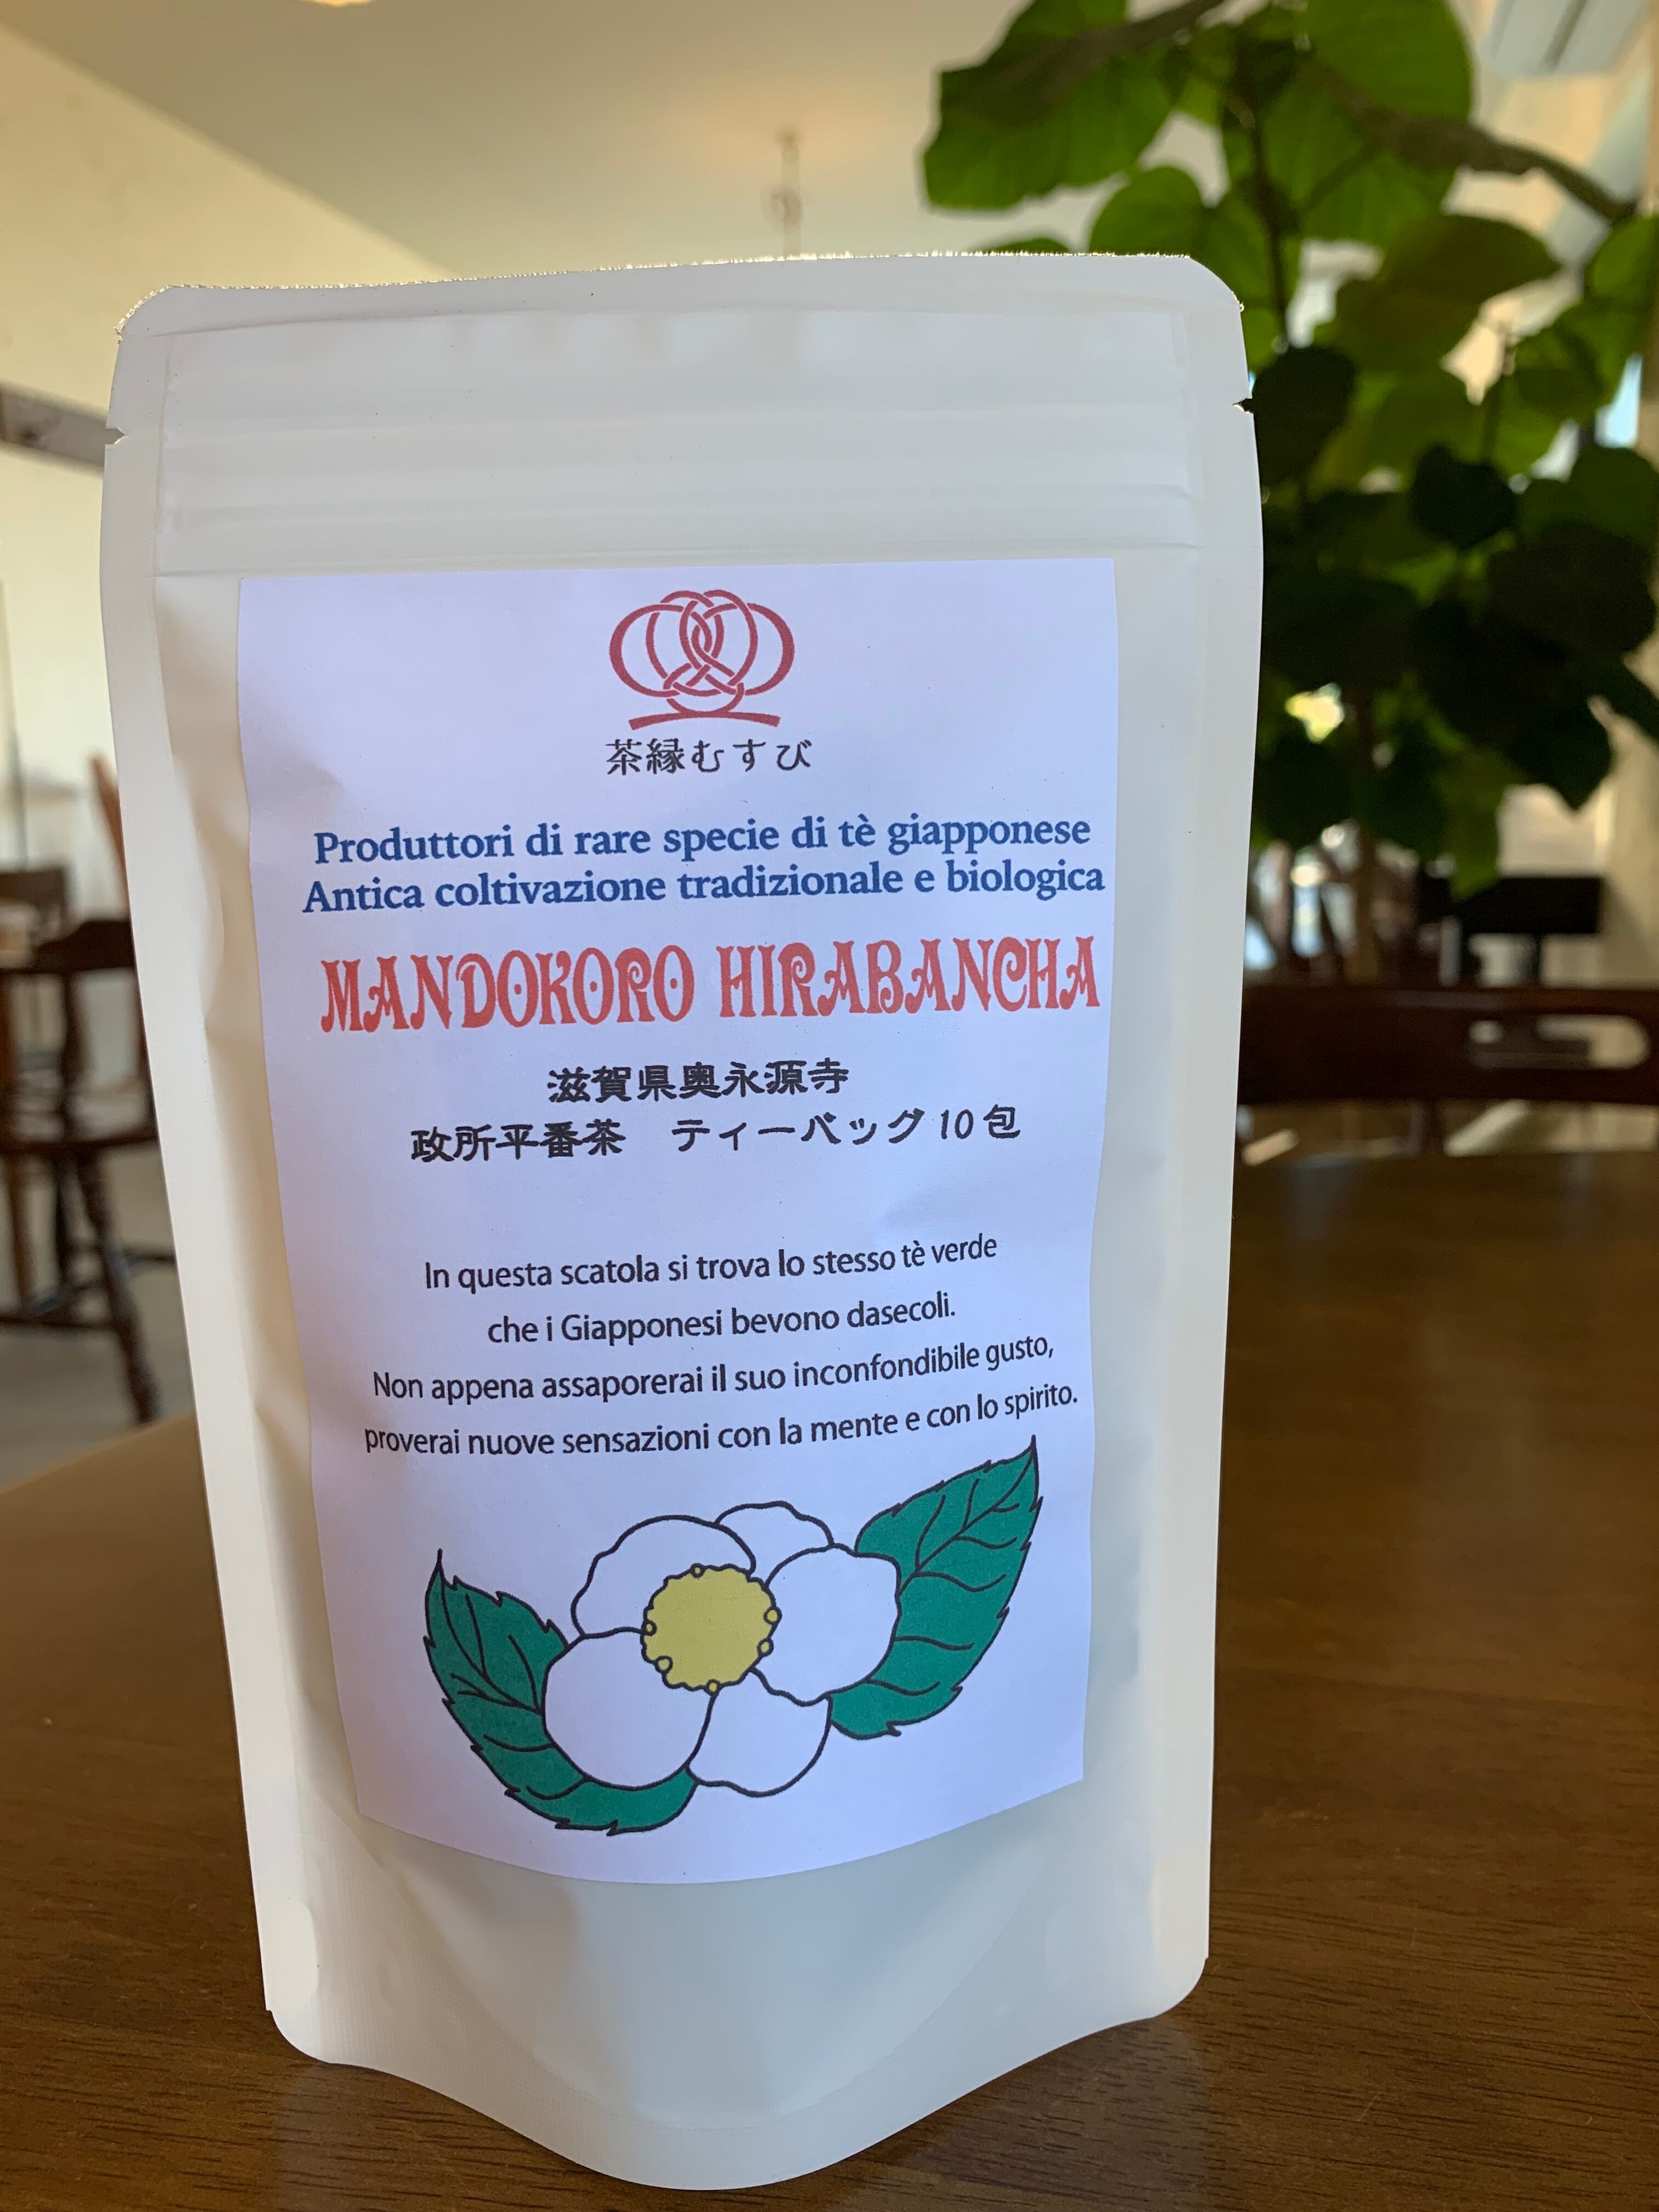 茶縁むすび
Produttori di rare specie di tè giapponese
Antica coltivazione tradizionale e biologica
MANDOKORO HIRABANCHA
滋賀県奥永源寺
政所平番茶　ティーバッグ10包
In questa scatola si trova lo stesso tè verde
che i Giapponesi bevono dasecoli.
Non appena assaporerai il suo inconfondibile gusto,
proverai nuove sensazioni con la mente e con lo spirito.